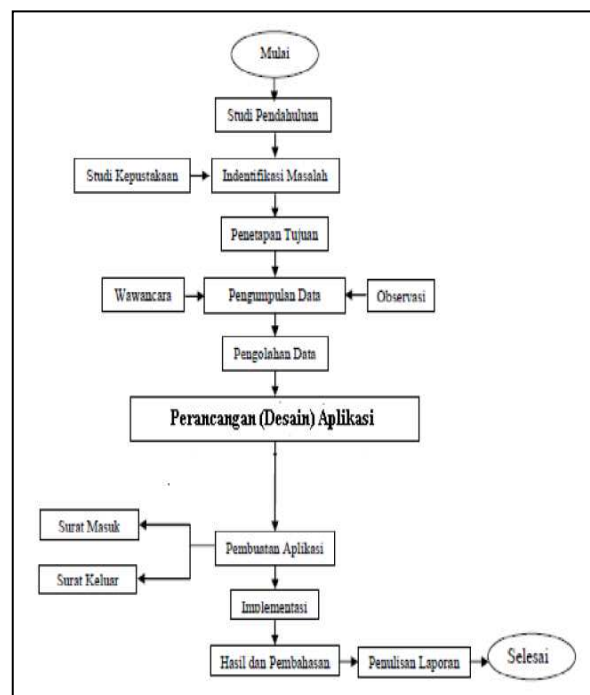 Mulai
Studi Pendahuluan
Studi Kepustakaan
Indentifikasi Masalah
Penetapan Tujuan
Wawancara
Pengumpulan Data
Observasi
Pengolahan Data
Perancangan (Desain) Aplikasi
Surat Masuk
Pembuatan Aplikasi
Surat Keluar
Implementasi
Hasil dan Pembahasan
Penulisan Laporan
Selesai